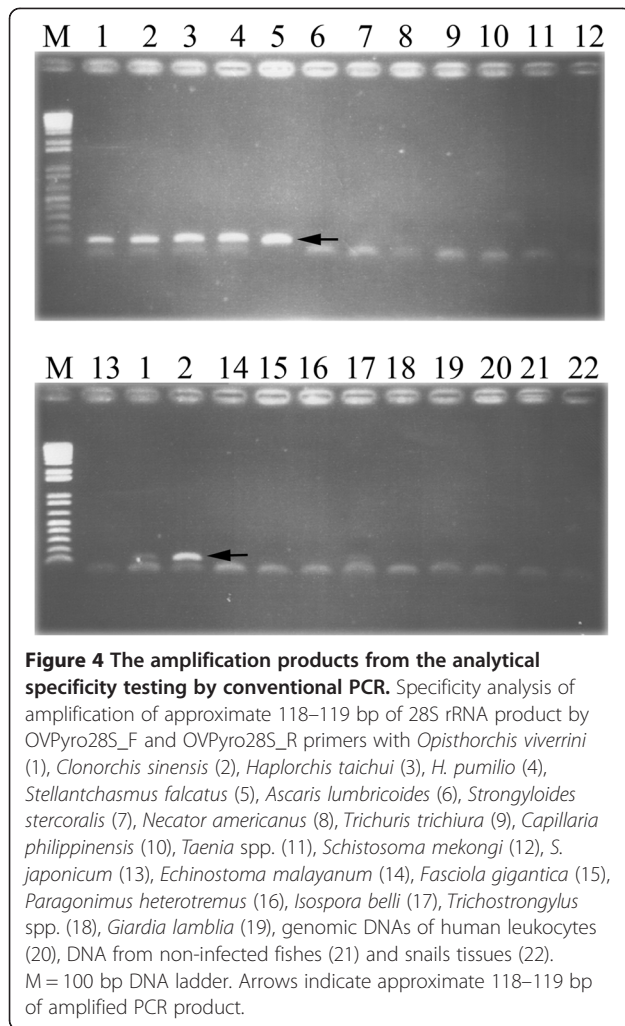 M 1 2 3 4 5 6 7 8 9 10 11 12
M 13 1 2 14 15 16 17 18 19 20 21 22
Figure 4 The amplification products from the analytical
specificity testing by conventional PCR. Specificity analysis of
amplification of approximate 118–119 bp of 28S rRNA product by
OVPyro28S_F and OVPyro28S_R primers with Opisthorchis viverrini
(1), Clonorchis sinensis (2), Haplorchis taichui (3), H. pumilio (4),
Stellantchasmus falcatus (5), Ascaris lumbricoides (6), Strongyloides
stercoralis (7), Necator americanus (8), Trichuris trichiura (9), Capillaria
philippinensis (10), Taenia spp. (11), Schistosoma mekongi (12), S.
japonicum (13), Echinostoma malayanum (14), Fasciola gigantica (15),
Paragonimus heterotremus (16), Isospora belli (17), Trichostrongylus
spp. (18), Giardia lamblia (19), genomic DNAs of human leukocytes
(20), DNA from non-infected fishes (21) and snails tissues (22).
M = 100 bp DNA ladder. Arrows indicate approximate 118–119 bp
of amplified PCR product.